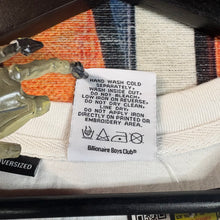 HAND WASH COLD
SEPARATELY.
WASH INSIDE OUT.
DO NOT BLEACH.
LOW IRON ON REVERSE.
DO NOT DRY CLEAN.
LINE DRY.
DO NOT APPLY IRON
DIRECTLY ON PRINTED OR
EMBROIDERY AREA.
Billionaire Boys Club
OVERSIZED